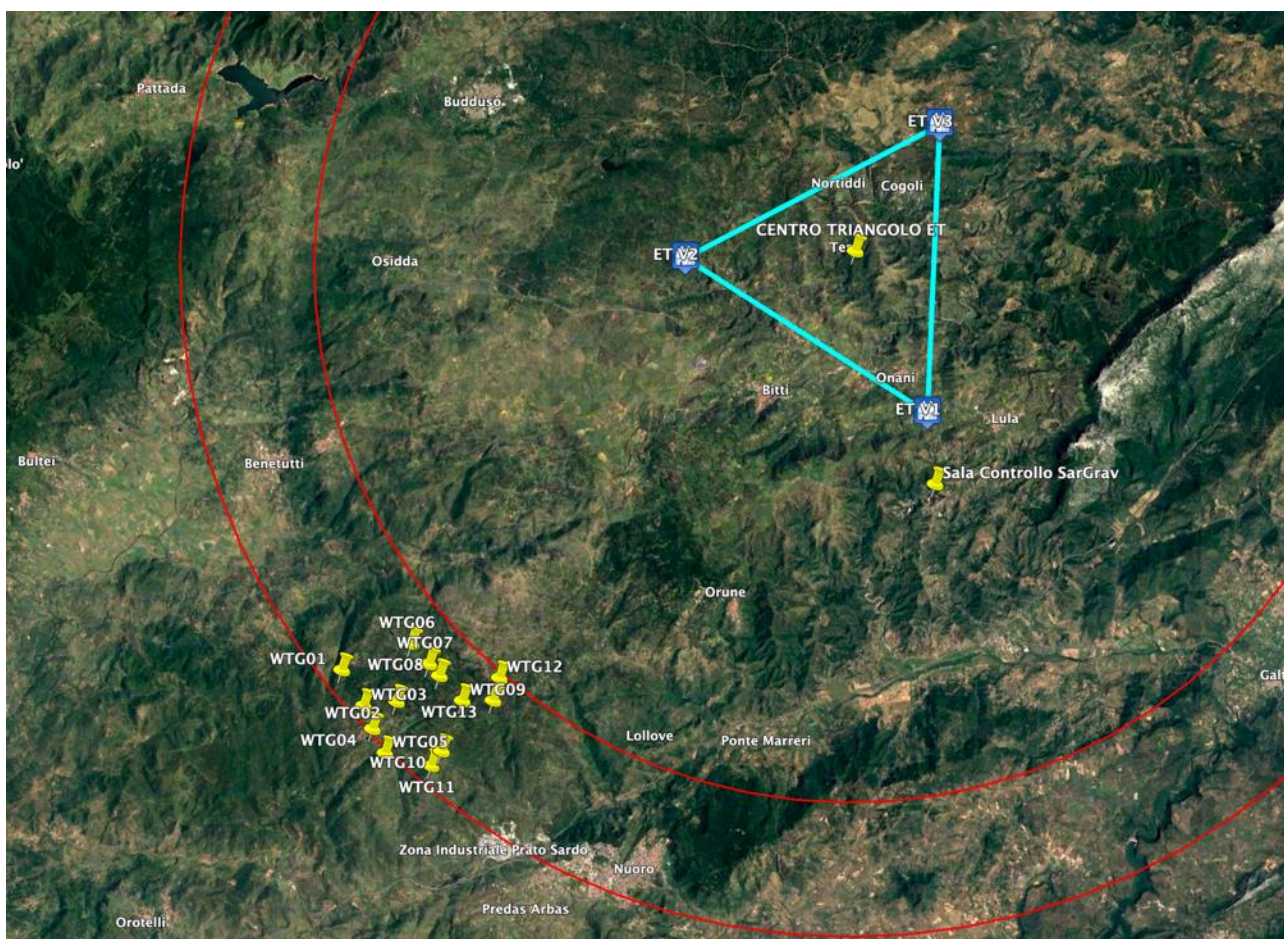 Pattada
Buddusò
ET V3
olo'
Nortiddi
Cogoli
CENTRO TRIANGOLO ET
ET V2
Osidda
Onani
Bitti
ET V1
Lula
Bultei
Benetutti
Sala Controllo SarGrav
Orune
WTG06
WTG07
WTG01
WTG08
WTG12
WTG03
WTG09
WTG02
WTG13
WTG04
WTG05
WTG10
WTG11
Lollove
Ponte Marreri
Galt
Zona Industriale Prato Sardo
Nuoro
Predas Arbas
Orotelli